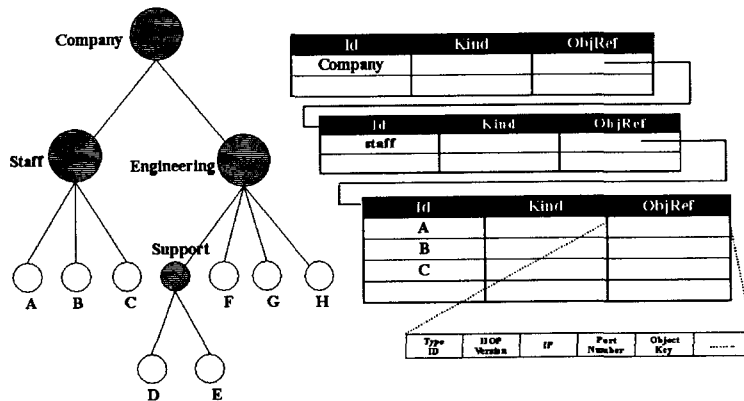 Company
Staff
Engineering
Support
A B C F G H
D E
Id Kind ObjRef
Company
Id Kind ObjRef
staff
Id Kind ObjRef
A
B
C
Type ID IIOP Version IP Port Number Object Key ......